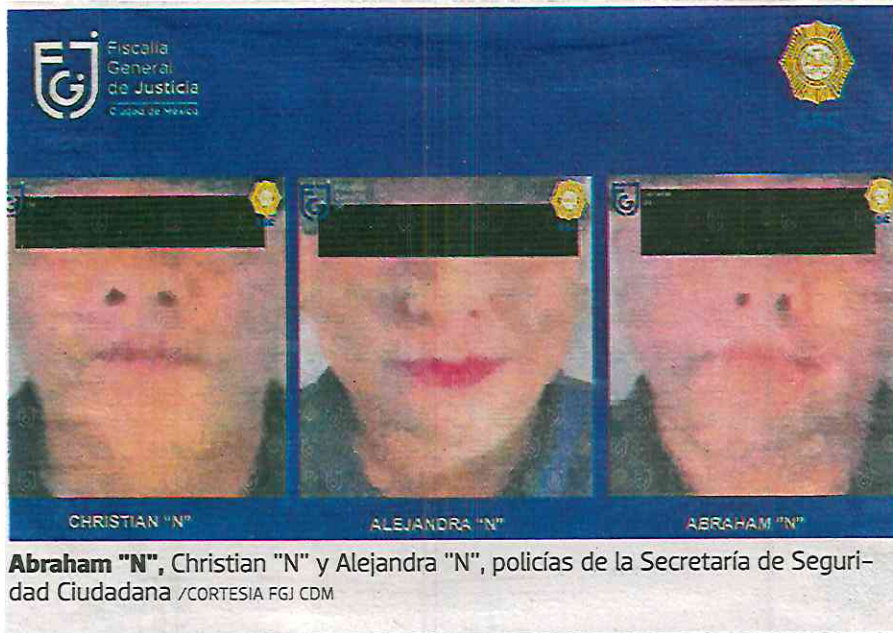 Fiscalía
General
de Justicia
Ciudad de México
CHRISTIAN "N"
ALEJANDRA "N"
ABRAHAM "N"
Abraham "N", Christian "N" y Alejandra "N", policías de la Secretaría de Seguri-
dad Ciudadana /CORTESIA FGJ CDM